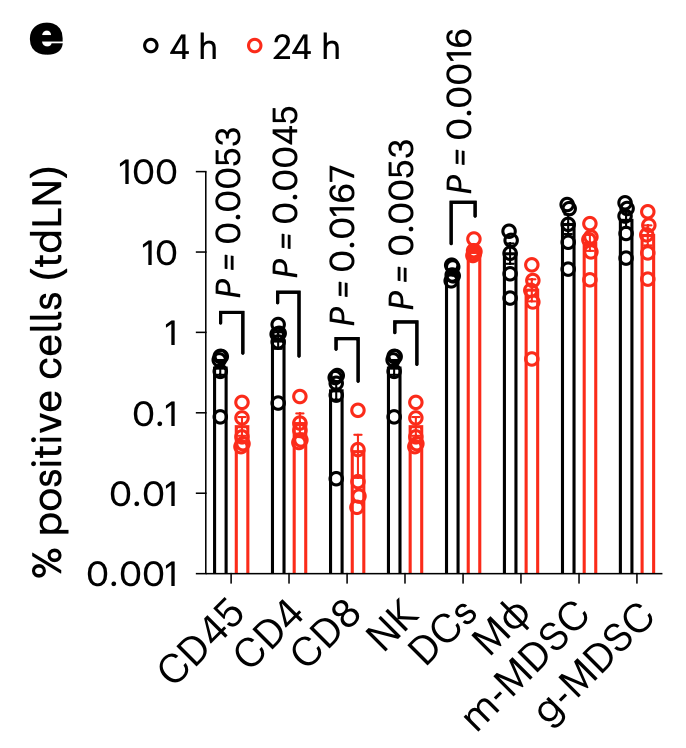 e
4 h
24 h
% positive cells (tdLN)
100
10
1
0.1
0.01
0.001
P = 0.0053
P = 0.0045
P = 0.0167
P = 0.0053
P = 0.0016
CD45
CD4
CD8
NK
DCs
Mϕ
m-MDSC
g-MDSC